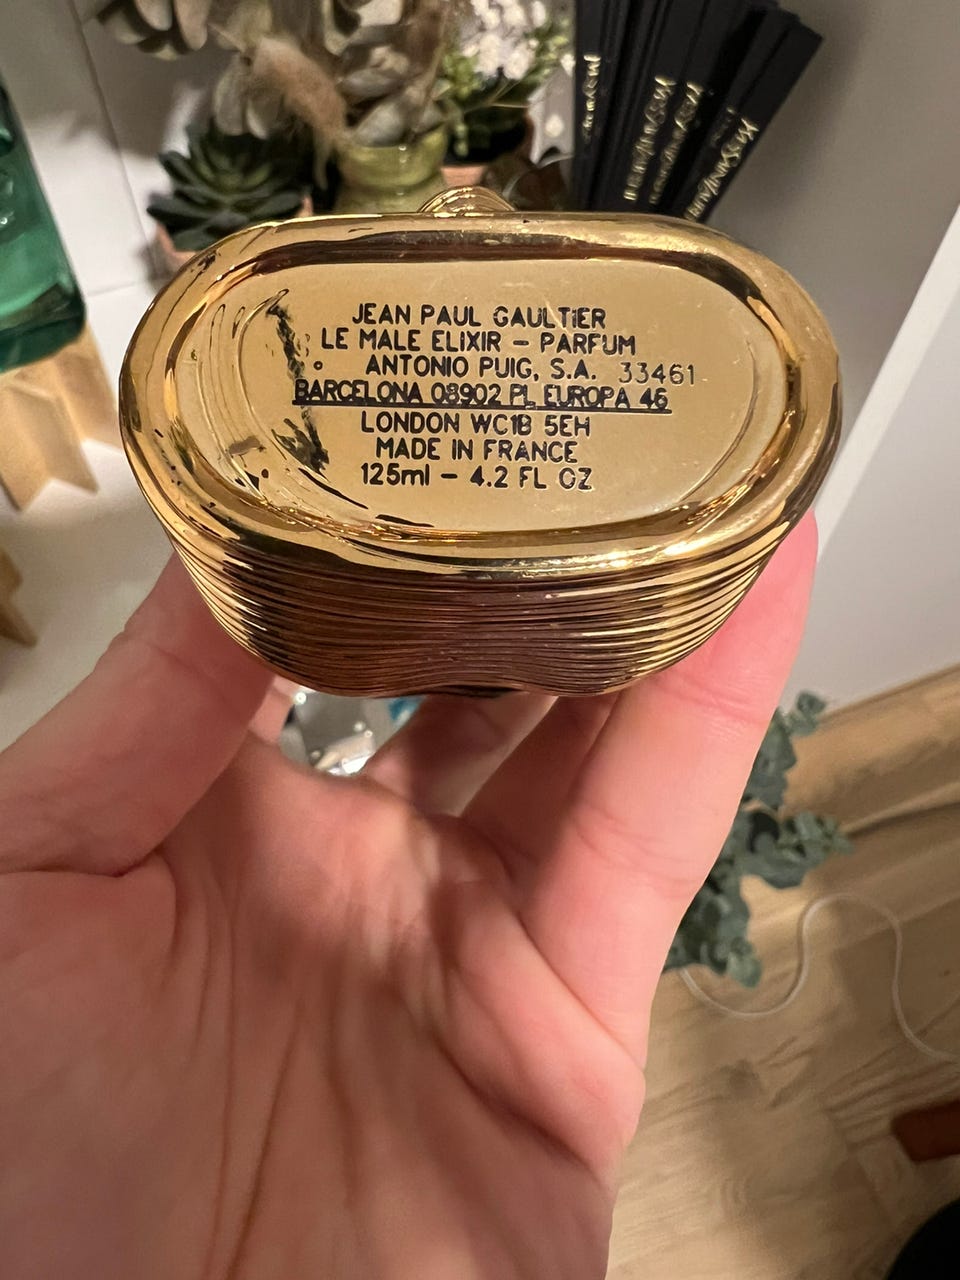 JEAN PAUL GAULTIER
LE MALE ELIXIR – PARFUM
ANTONIO PUIG, S.A. 33461
BARCELONA 08902 PL EUROPA 46
LONDON WC1B 5EH
MADE IN FRANCE
125ml – 4.2 FL OZ